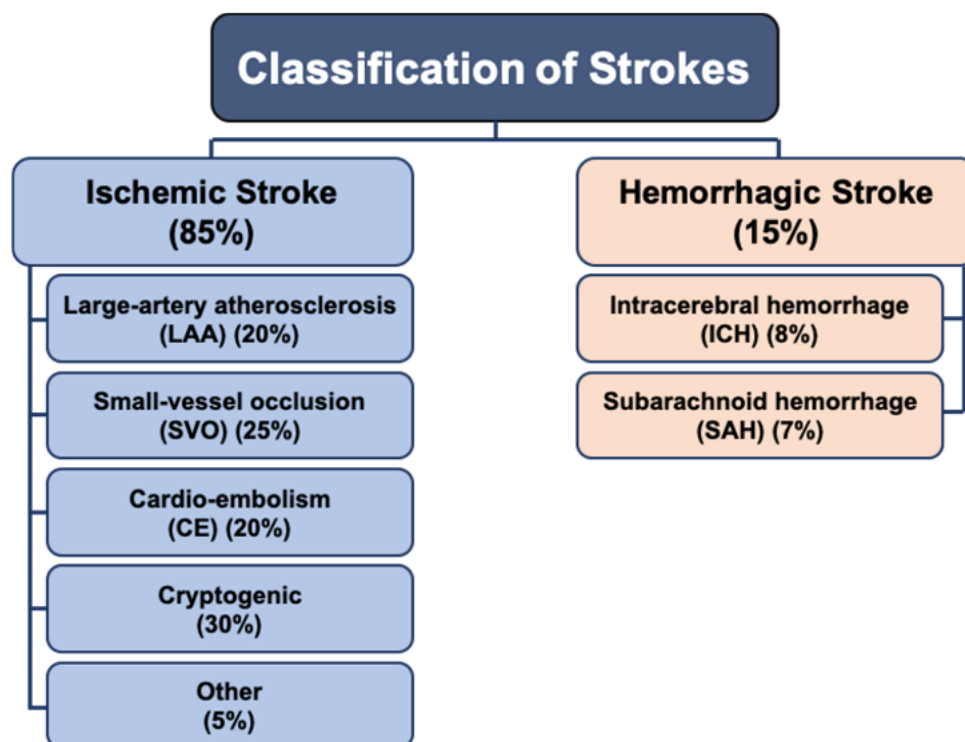 Classification of Strokes
Ischemic Stroke
(85%)
Large-artery atherosclerosis
(LAA) (20%)
Small-vessel occlusion
(SVO) (25%)
Cardio-embolism
(CE) (20%)
Cryptogenic
(30%)
Other
(5%)
Hemorrhagic Stroke
(15%)
Intracerebral hemorrhage
(ICH) (8%)
Subarachnoid hemorrhage
(SAH) (7%)